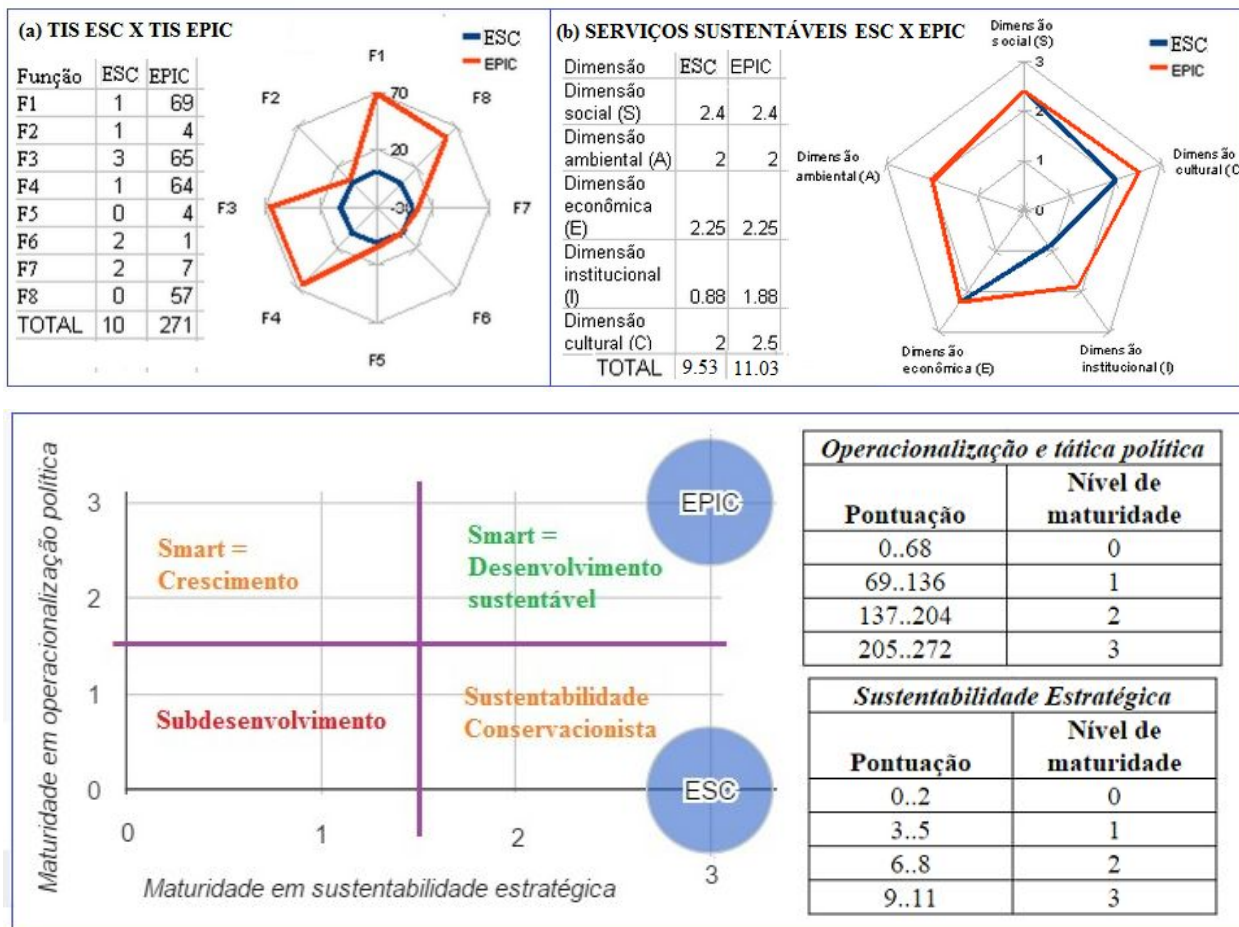 (a) TIS ESC X TIS EPIC
Função ESC EPIC
F1 1 69
F2 1 4
F3 3 65
F4 1 64
F5 0 4
F6 2 1
F7 2 7
F8 0 57
TOTAL 10 271
ESC
EPIC
F1
F2
F8
70
20
-30
F3
F7
F4
F6
F5
(b) SERVIÇOS SUSTENTÁVEIS ESC X EPIC
Dimensão ESC EPIC
Dimensão
social (S) 2.4 2.4
Dimensão
ambiental (A) 2 2
Dimensão
econômica
(E) 2.25 2.25
Dimensão
institucional
(I) 0.88 1.88
Dimensão
cultural (C) 2 2.5
TOTAL 9.53 11.03
Dimensão
social (S)
ESC
EPIC
3
2
1
0
Dimensão
ambiental (A)
Dimensão
cultural (C
Dimensão
econômica (E)
Dimensão
institucional (I)
Maturidade em operacionalização política
3
2
1
0
EPIC
Smart =
Crescimento
Smart =
Desenvolvimento
sustentável
Subdesenvolvimento
Sustentabilidade
Conservacionista
ESC
0 1 2 3
Maturidade em sustentabilidade estratégica
Operacionalização e tática política
Pontuação Nível de
maturidade
0..68 0
69..136 1
137..204 2
205..272 3
Sustentabilidade Estratégica
Pontuação Nível de
maturidade
0..2 0
3..5 1
6..8 2
9..11 3